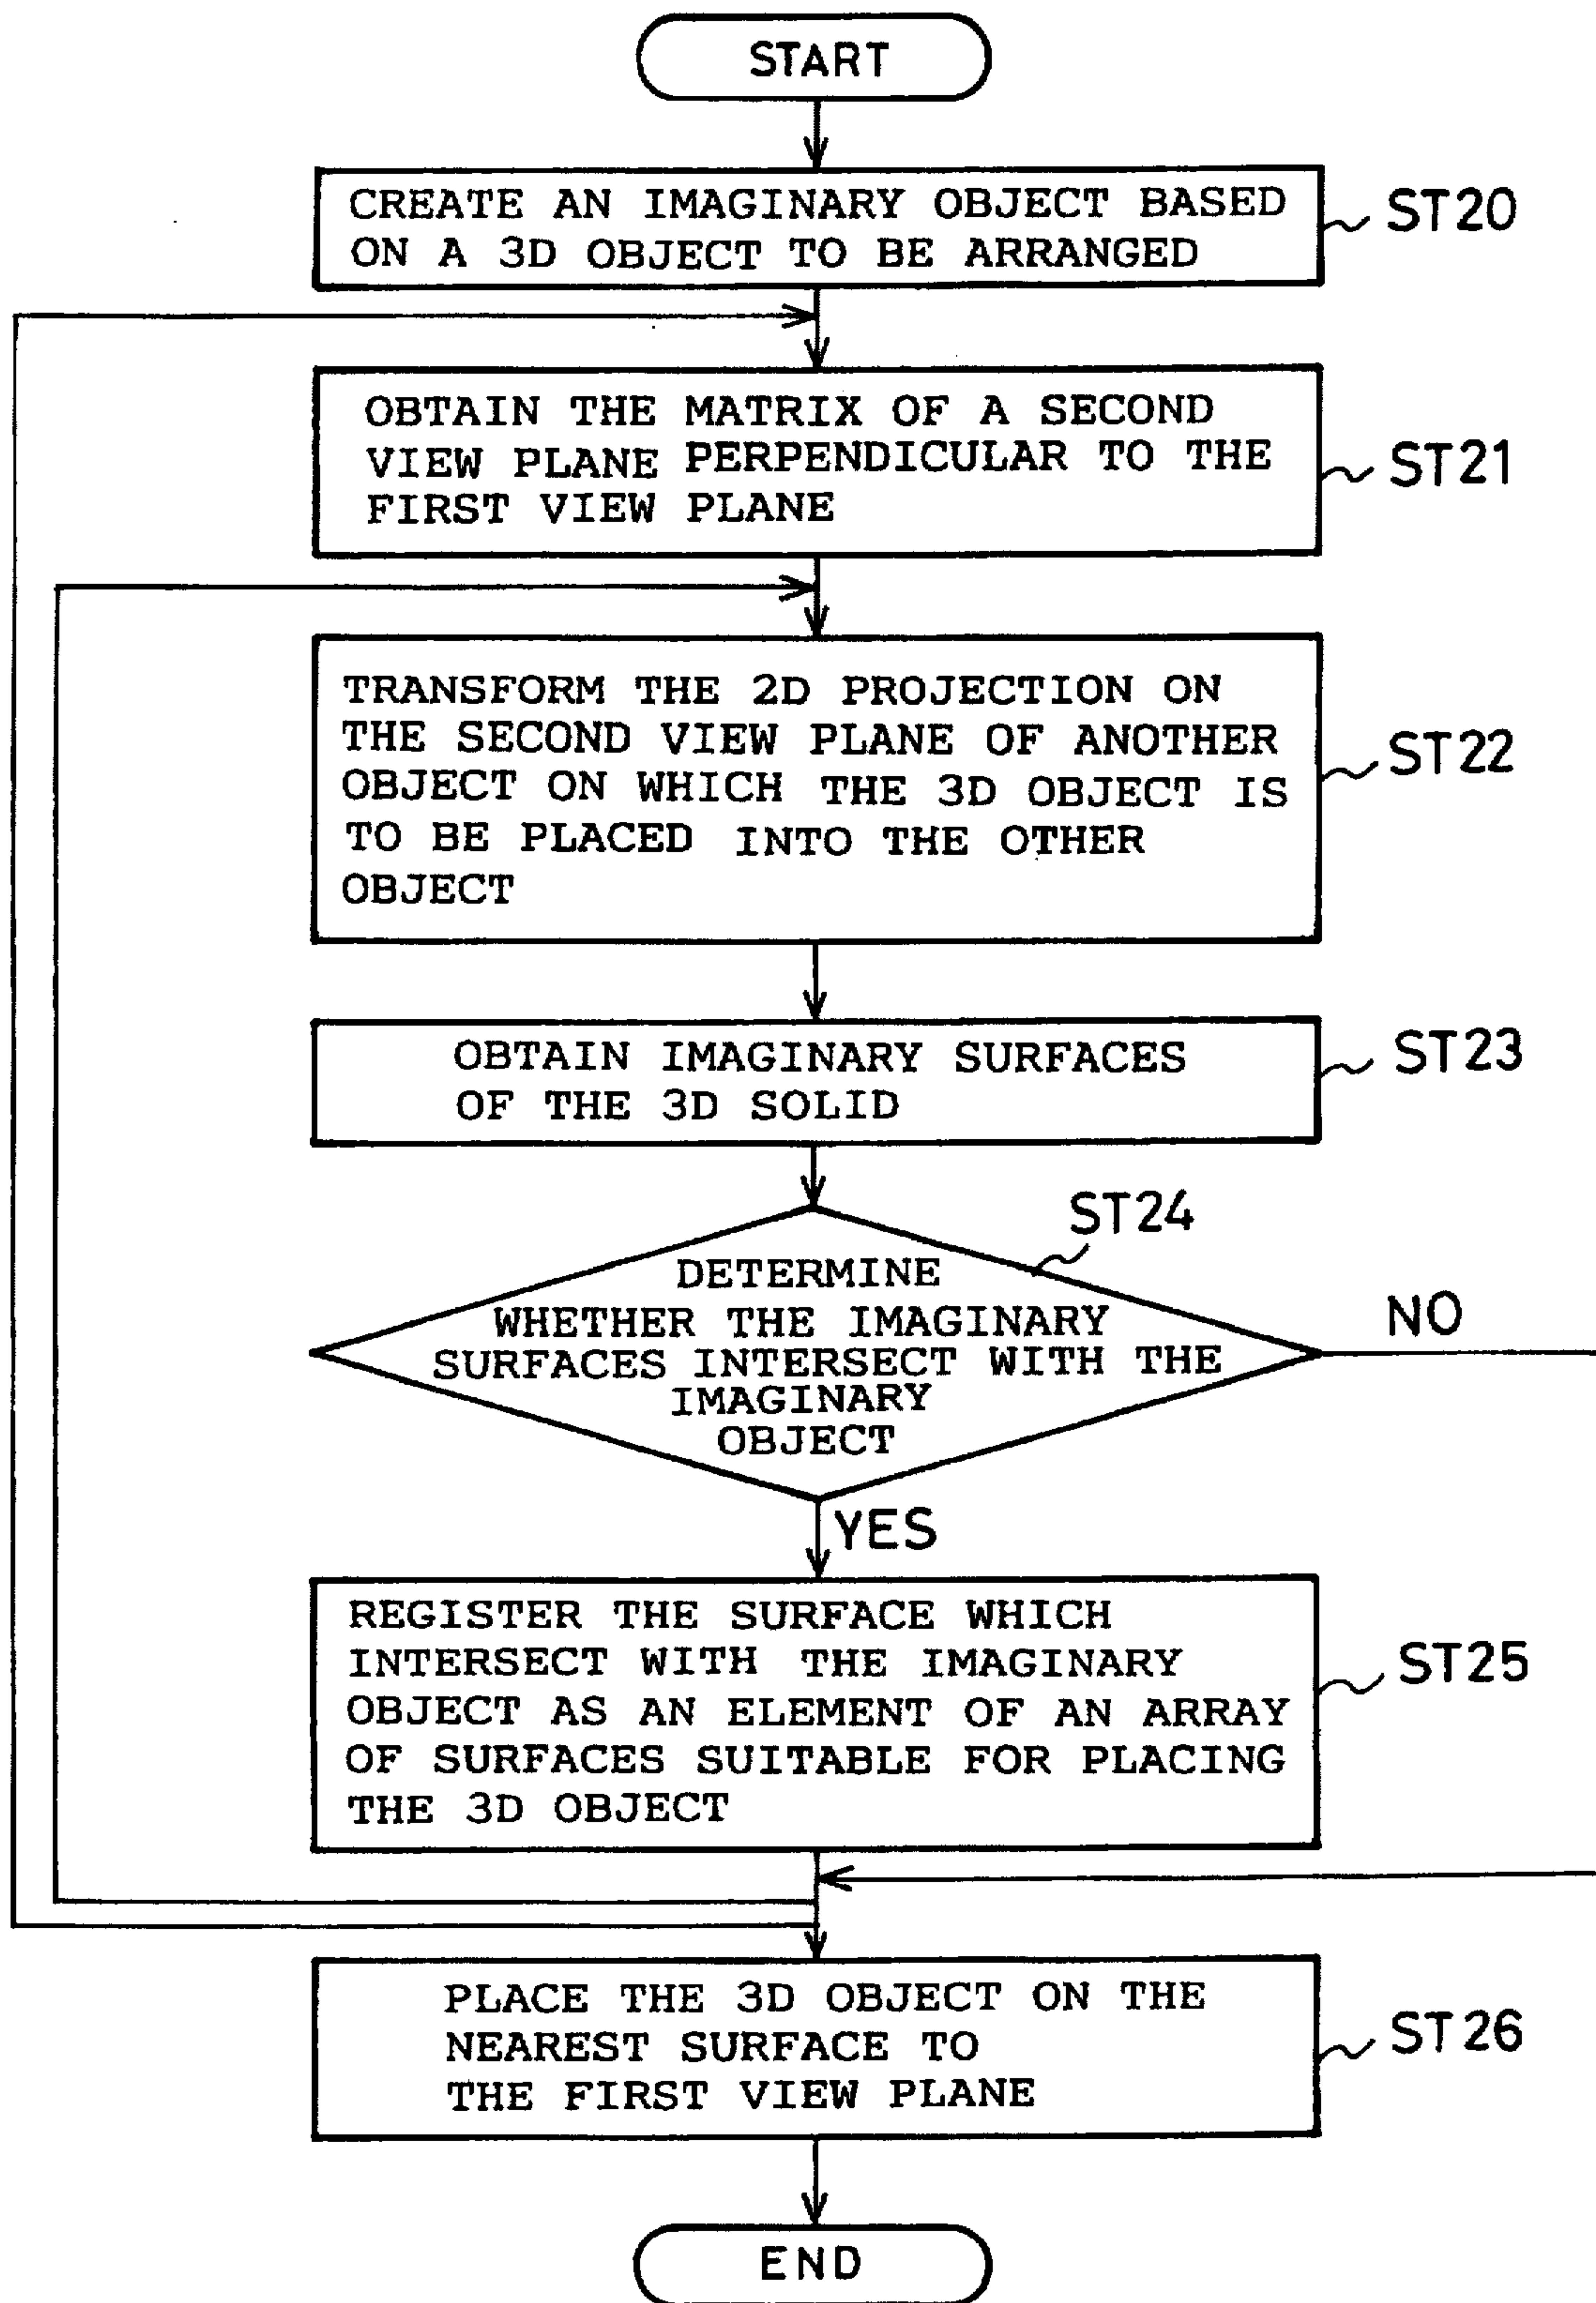 START
CREATE AN IMAGINARY OBJECT BASED
ON A 3D OBJECT TO BE ARRANGED
ST20
OBTAIN THE MATRIX OF A SECOND
VIEW PLANE PERPENDICULAR TO THE
FIRST VIEW PLANE
ST21
TRANSFORM THE 2D PROJECTION ON
THE SECOND VIEW PLANE OF ANOTHER
OBJECT ON WHICH THE 3D OBJECT IS
TO BE PLACED INTO THE OTHER
OBJECT
ST22
OBTAIN IMAGINARY SURFACES
OF THE 3D SOLID
ST23
ST24
DETERMINE
WHETHER THE IMAGINARY
SURFACES INTERSECT WITH THE
IMAGINARY
OBJECT
NO
YES
REGISTER THE SURFACE WHICH
INTERSECT WITH THE IMAGINARY
OBJECT AS AN ELEMENT OF AN ARRAY
OF SURFACES SUITABLE FOR PLACING
THE 3D OBJECT
ST25
PLACE THE 3D OBJECT ON THE
NEAREST SURFACE TO
THE FIRST VIEW PLANE
ST26
END